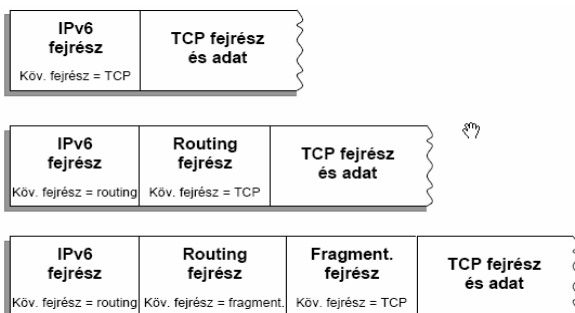 IPv6
fejrész
Köv. fejrész = TCP
TCP fejrész
és adat
IPv6
fejrész
Köv. fejrész = routing
Routing
fejrész
Köv. fejrész = TCP
TCP fejrész
és adat
IPv6
fejrész
Köv. fejrész = routing
Routing
fejrész
Köv. fejrész = fragment.
Fragment.
fejrész
Köv. fejrész = TCP
TCP fejrész
és adat